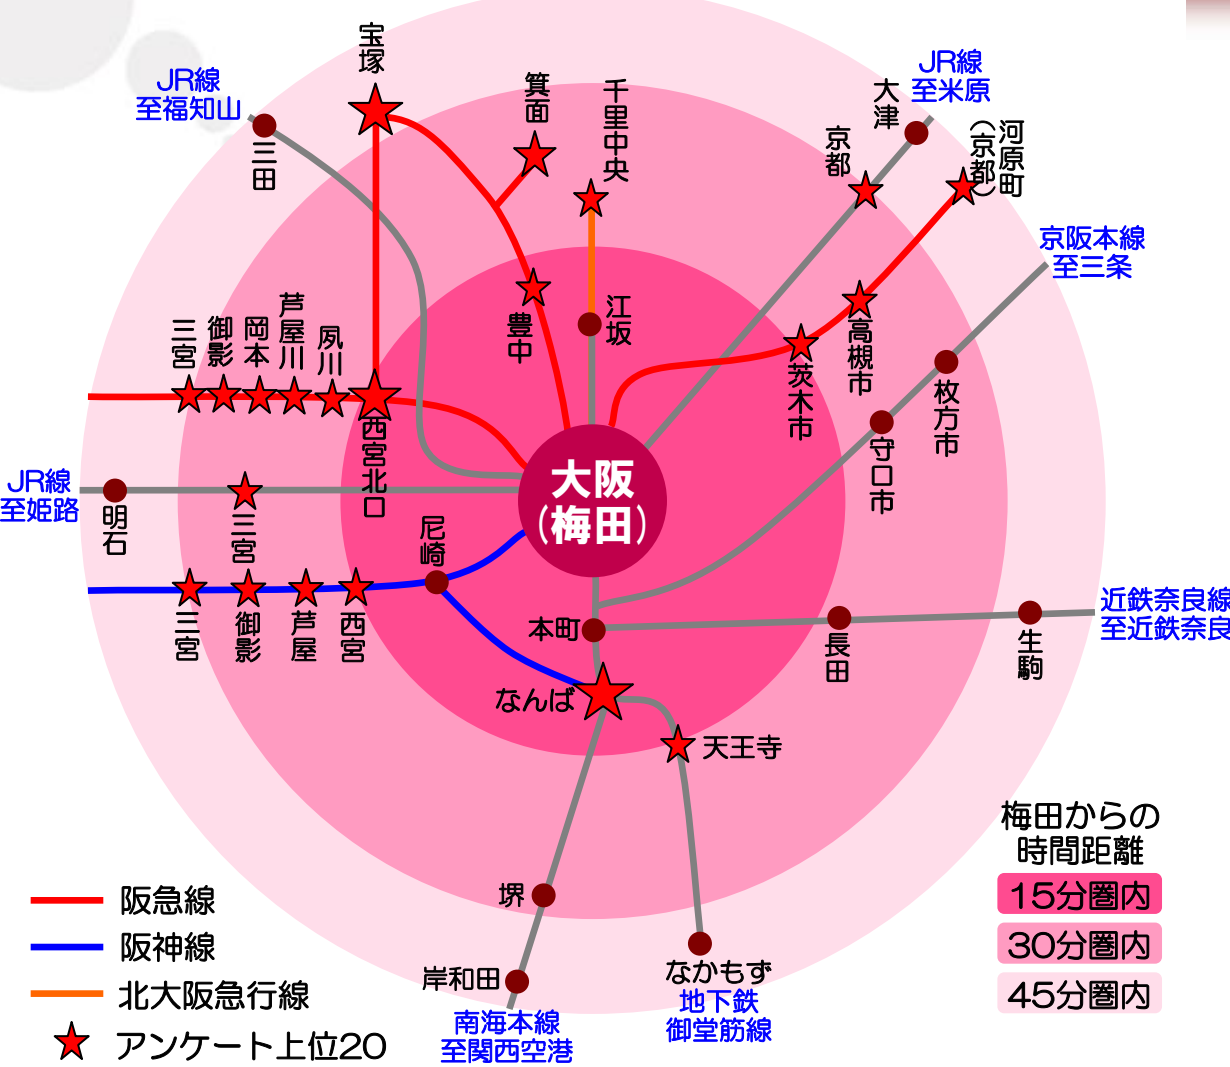 宝塚
JR線
至福知山
三田
箕面
千里中央
JR線
至米原
大津
京都
河原町
(京都)
京阪本線
至三条
三宮
御影
岡本
芦屋川
夙川
豊中
江坂
茨木市
高槻市
枚方市
守口市
西宮北口
大阪
(梅田)
JR線
至姫路
明石
三宮
尼崎
三宮
御影
芦屋
西宮
本町
長田
生駒
近鉄奈良線
至近鉄奈良
なんば
天王寺
堺
岸和田
南海本線
至関西空港
なかもず
地下鉄
御堂筋線
梅田からの
時間距離
15分圏内
30分圏内
45分圏内
阪急線
阪神線
北大阪急行線
アンケート上位20